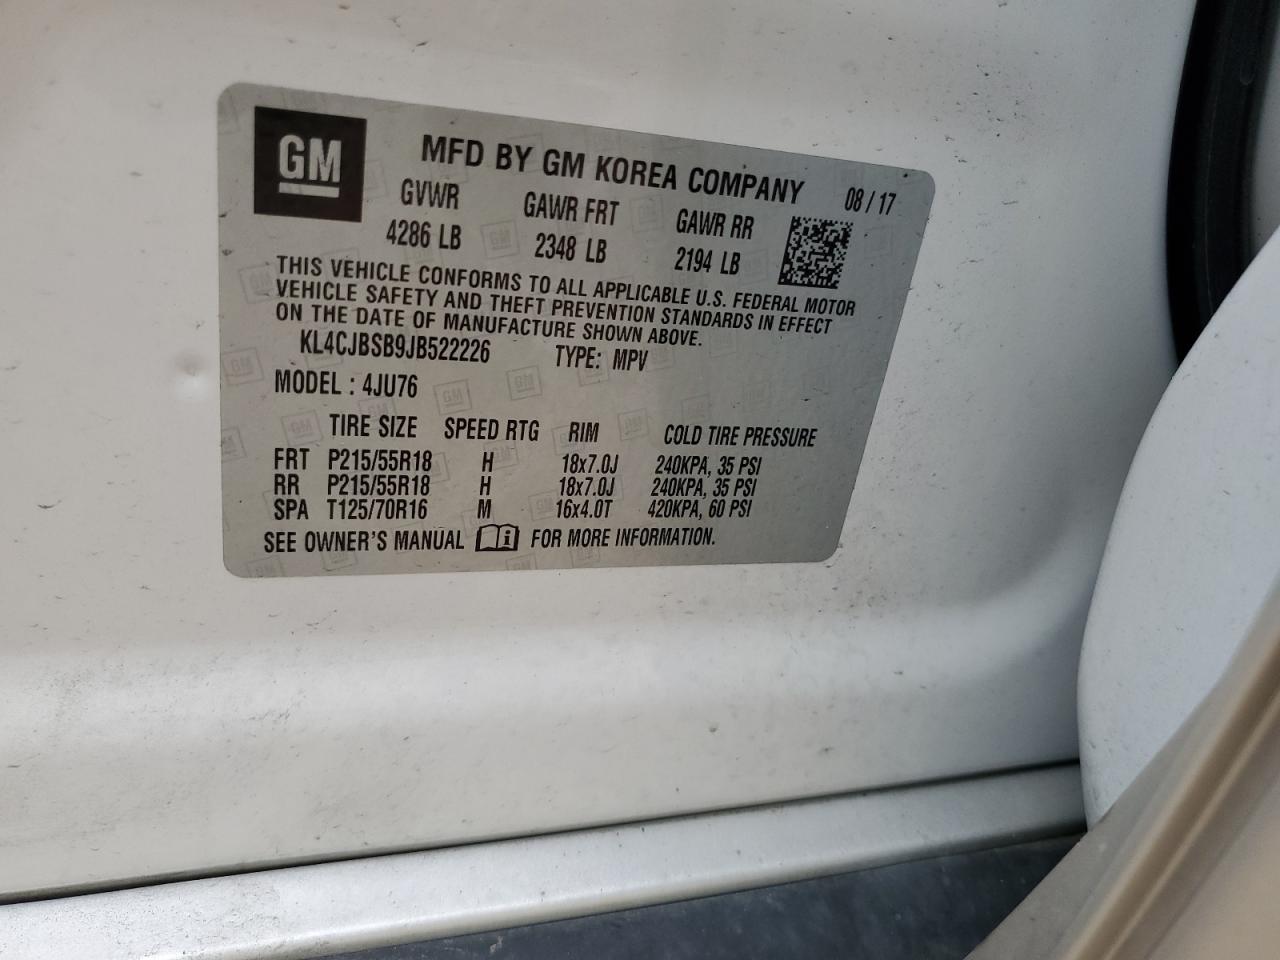 GM
MFD BY GM KOREA COMPANY 08 / 17
GVWR GAWR FRT GAWR RR
4286 LB 2348 LB 2194 LB
THIS VEHICLE CONFORMS TO ALL APPLICABLE U.S. FEDERAL MOTOR
VEHICLE SAFETY AND THEFT PREVENTION STANDARDS IN EFFECT
ON THE DATE OF MANUFACTURE SHOWN ABOVE.
KL4CJBSB9JB522226 TYPE: MPV
MODEL : 4JU76
TIRE SIZE SPEED RTG RIM COLD TIRE PRESSURE
FRT P215/55R18 H 18x7.0J 240KPA, 35 PSI
RR P215/55R18 H 18x7.0J 240KPA, 35 PSI
SPA T125/70R16 M 16x4.0T 420KPA, 60 PSI
SEE OWNER'S MANUAL i FOR MORE INFORMATION.